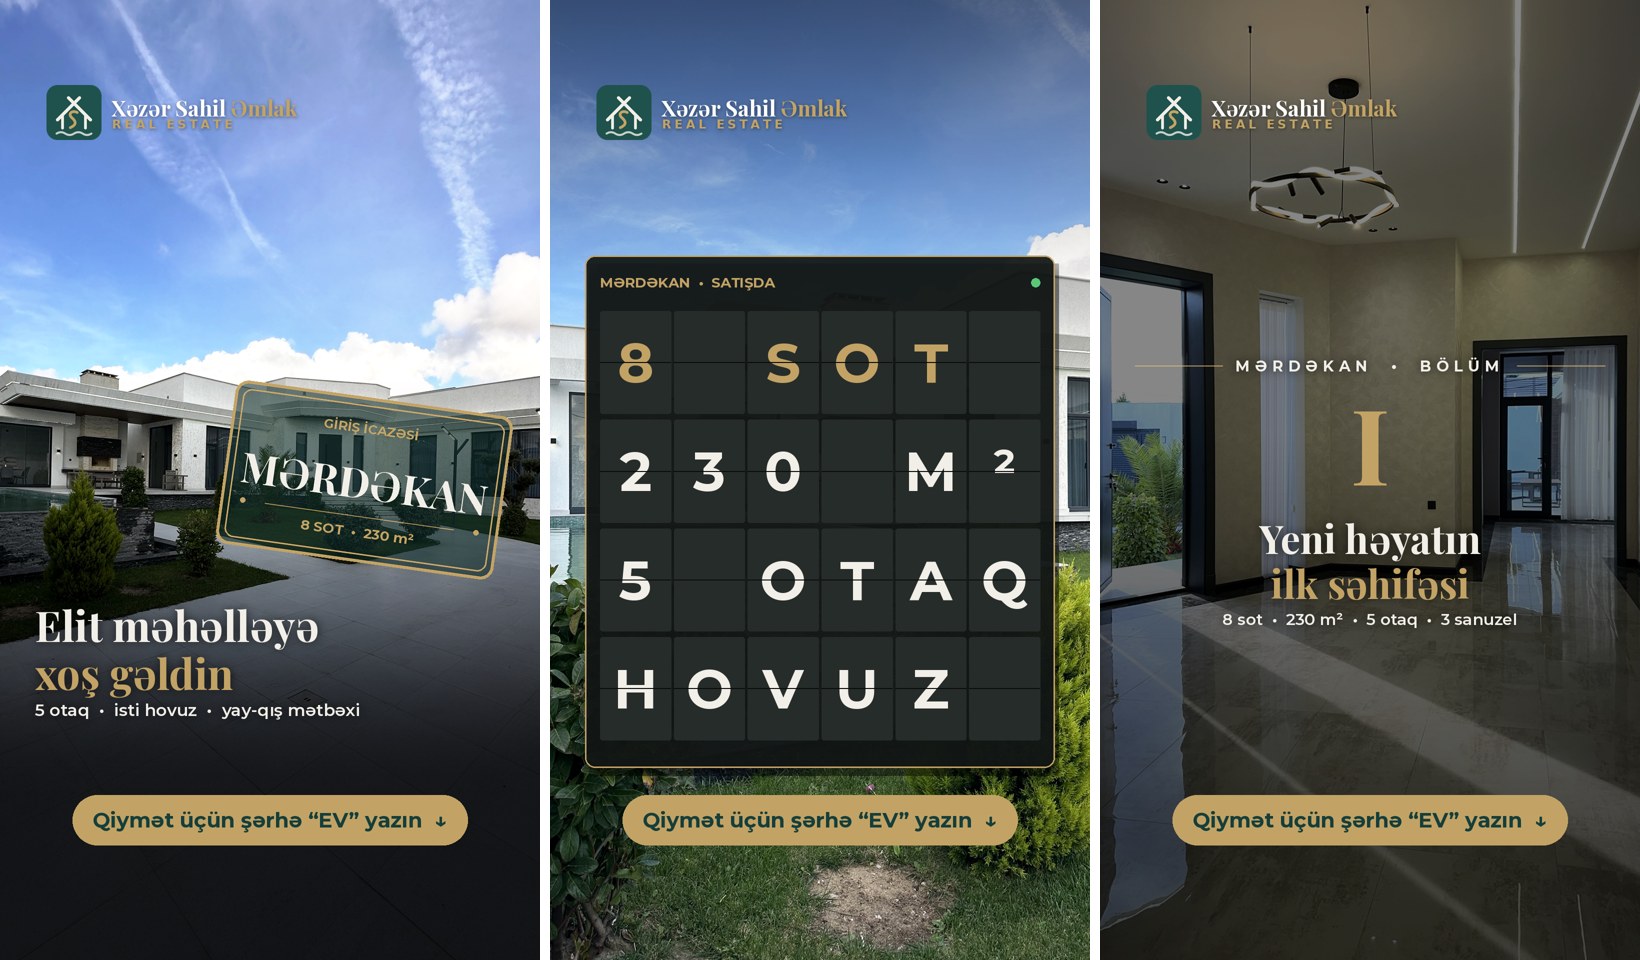 Xəzər Sahil Əmlak
REAL ESTATE
GİRİŞ İCAZƏSİ
MƏRDƏKAN
8 SOT • 230 m²
Elit məhəlləyə
xoş gəldin
5 otaq • isti hovuz • yay-qış mətbəxi
Qiymət üçün şərhə “EV” yazın ↓
Xəzər Sahil Əmlak
REAL ESTATE
MƏRDƏKAN • SATIŞDA
8 SOT
230 M²
5 OTAQ
HOVUZ
Qiymət üçün şərhə “EV” yazın ↓
Xəzər Sahil Əmlak
REAL ESTATE
MƏRDƏKAN • BÖLÜM
I
Yeni həyatın
ilk səhifəsi
8 sot • 230 m² • 5 otaq • 3 sanuzel
Qiymət üçün şərhə “EV” yazın ↓